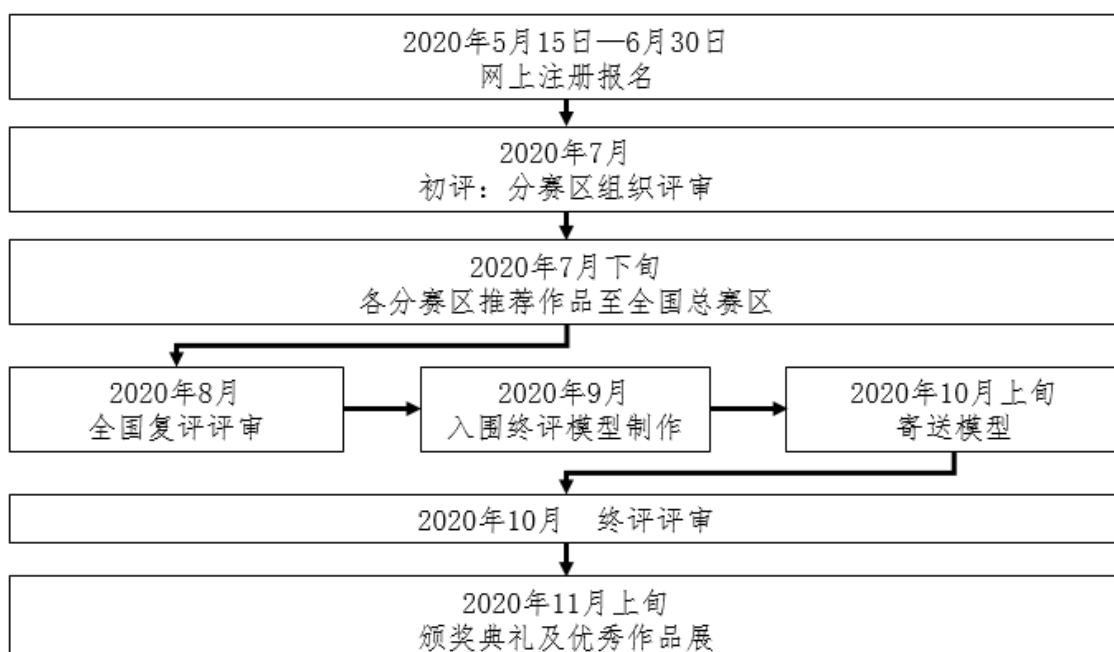 2020年5月15日—6月30日
网上注册报名
2020年7月
初评：分赛区组织评审
2020年7月下旬
各分赛区推荐作品至全国总赛区
2020年8月
全国复评评审
2020年9月
入围终评模型制作
2020年10月上旬
寄送模型
2020年10月　终评评审
2020年11月上旬
颁奖典礼及优秀作品展